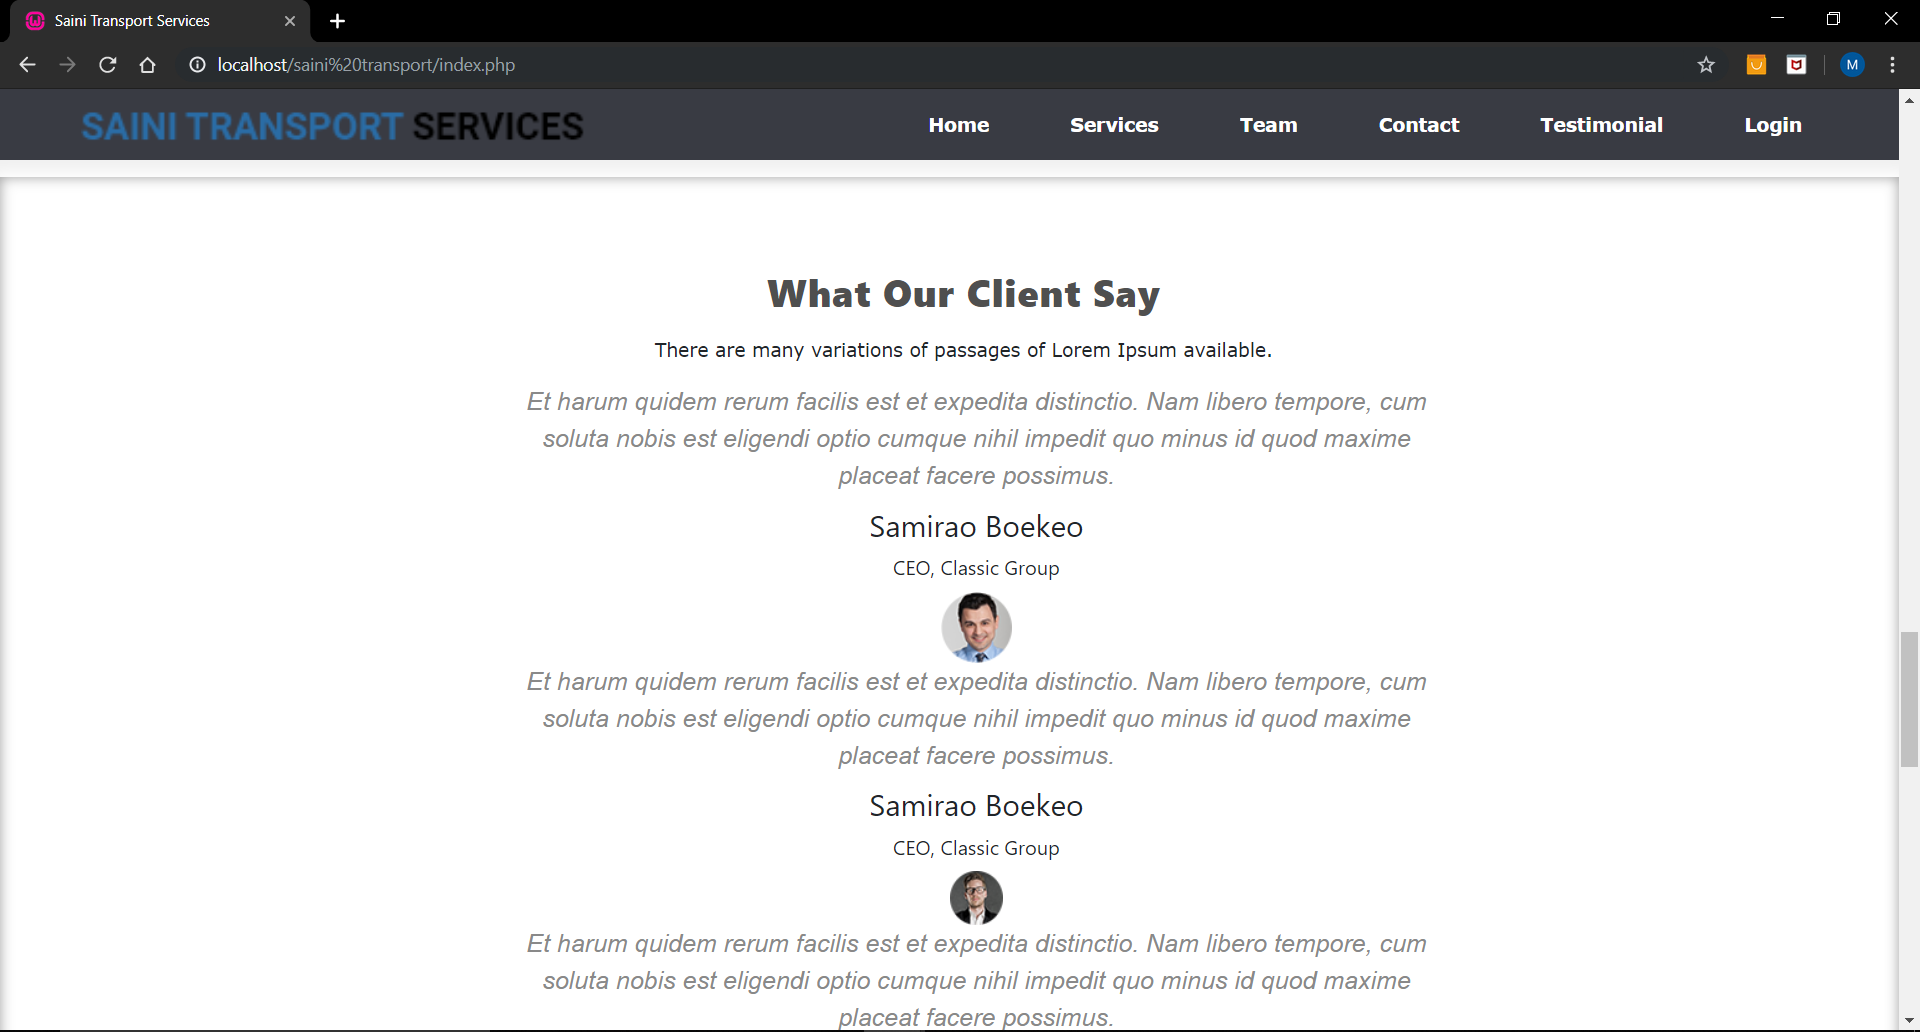 Saini Transport Services
localhost/saini%20transport/index.php
M
SAINI TRANSPORT SERVICES
Home Services Team Contact Testimonial Login
What Our Client Say
There are many variations of passages of Lorem Ipsum available.
Et harum quidem rerum facilis est et expedita distinctio. Nam libero tempore, cum
soluta nobis est eligendi optio cumque nihil impedit quo minus id quod maxime
placeat facere possimus.
Samirao Boekeo
CEO, Classic Group
Et harum quidem rerum facilis est et expedita distinctio. Nam libero tempore, cum
soluta nobis est eligendi optio cumque nihil impedit quo minus id quod maxime
placeat facere possimus.
Samirao Boekeo
CEO, Classic Group
Et harum quidem rerum facilis est et expedita distinctio. Nam libero tempore, cum
soluta nobis est eligendi optio cumque nihil impedit quo minus id quod maxime
placeat facere possimus.